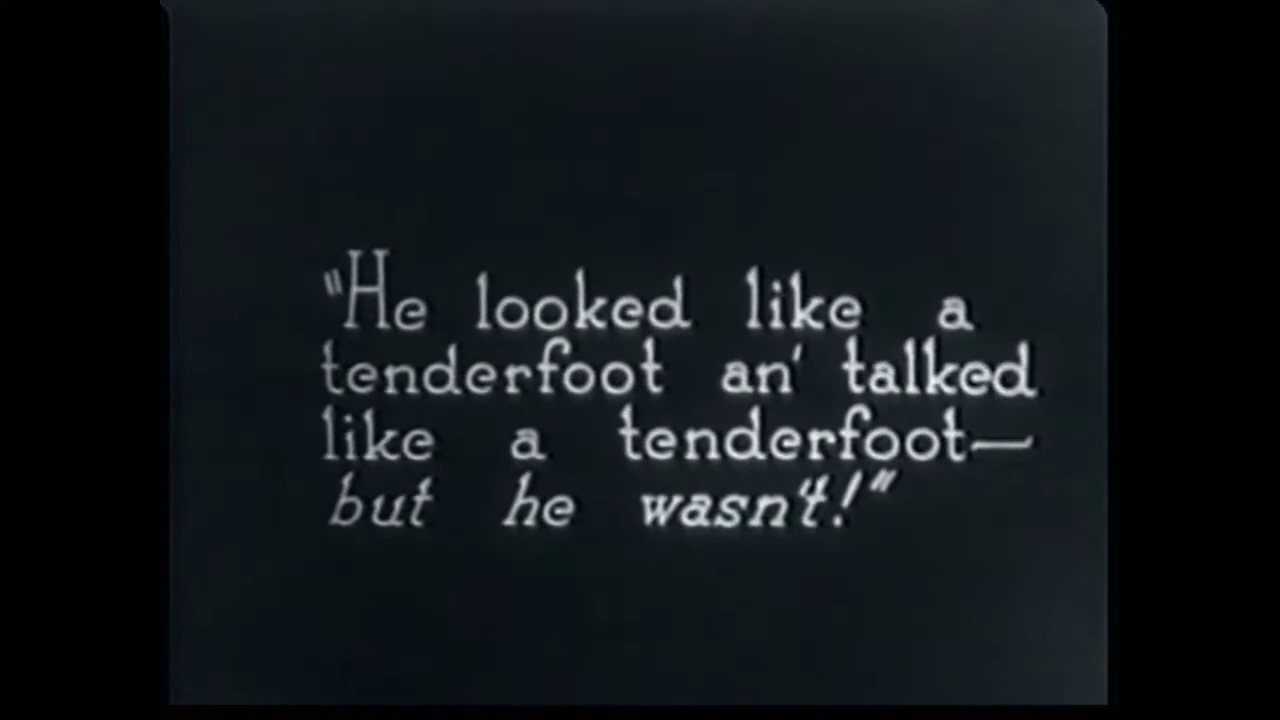 "He looked like a
tenderfoot an' talked
like a tenderfoot—
but he wasn't!"